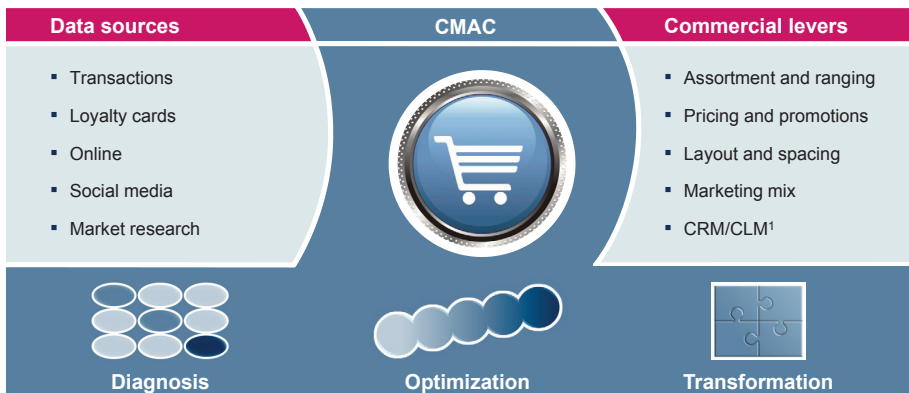 Data sources
CMAC
Commercial levers
▪ Transactions
▪ Loyalty cards
▪ Online
▪ Social media
▪ Market research
▪ Assortment and ranging
▪ Pricing and promotions
▪ Layout and spacing
▪ Marketing mix
▪ CRM/CLM¹
Diagnosis
Optimization
Transformation